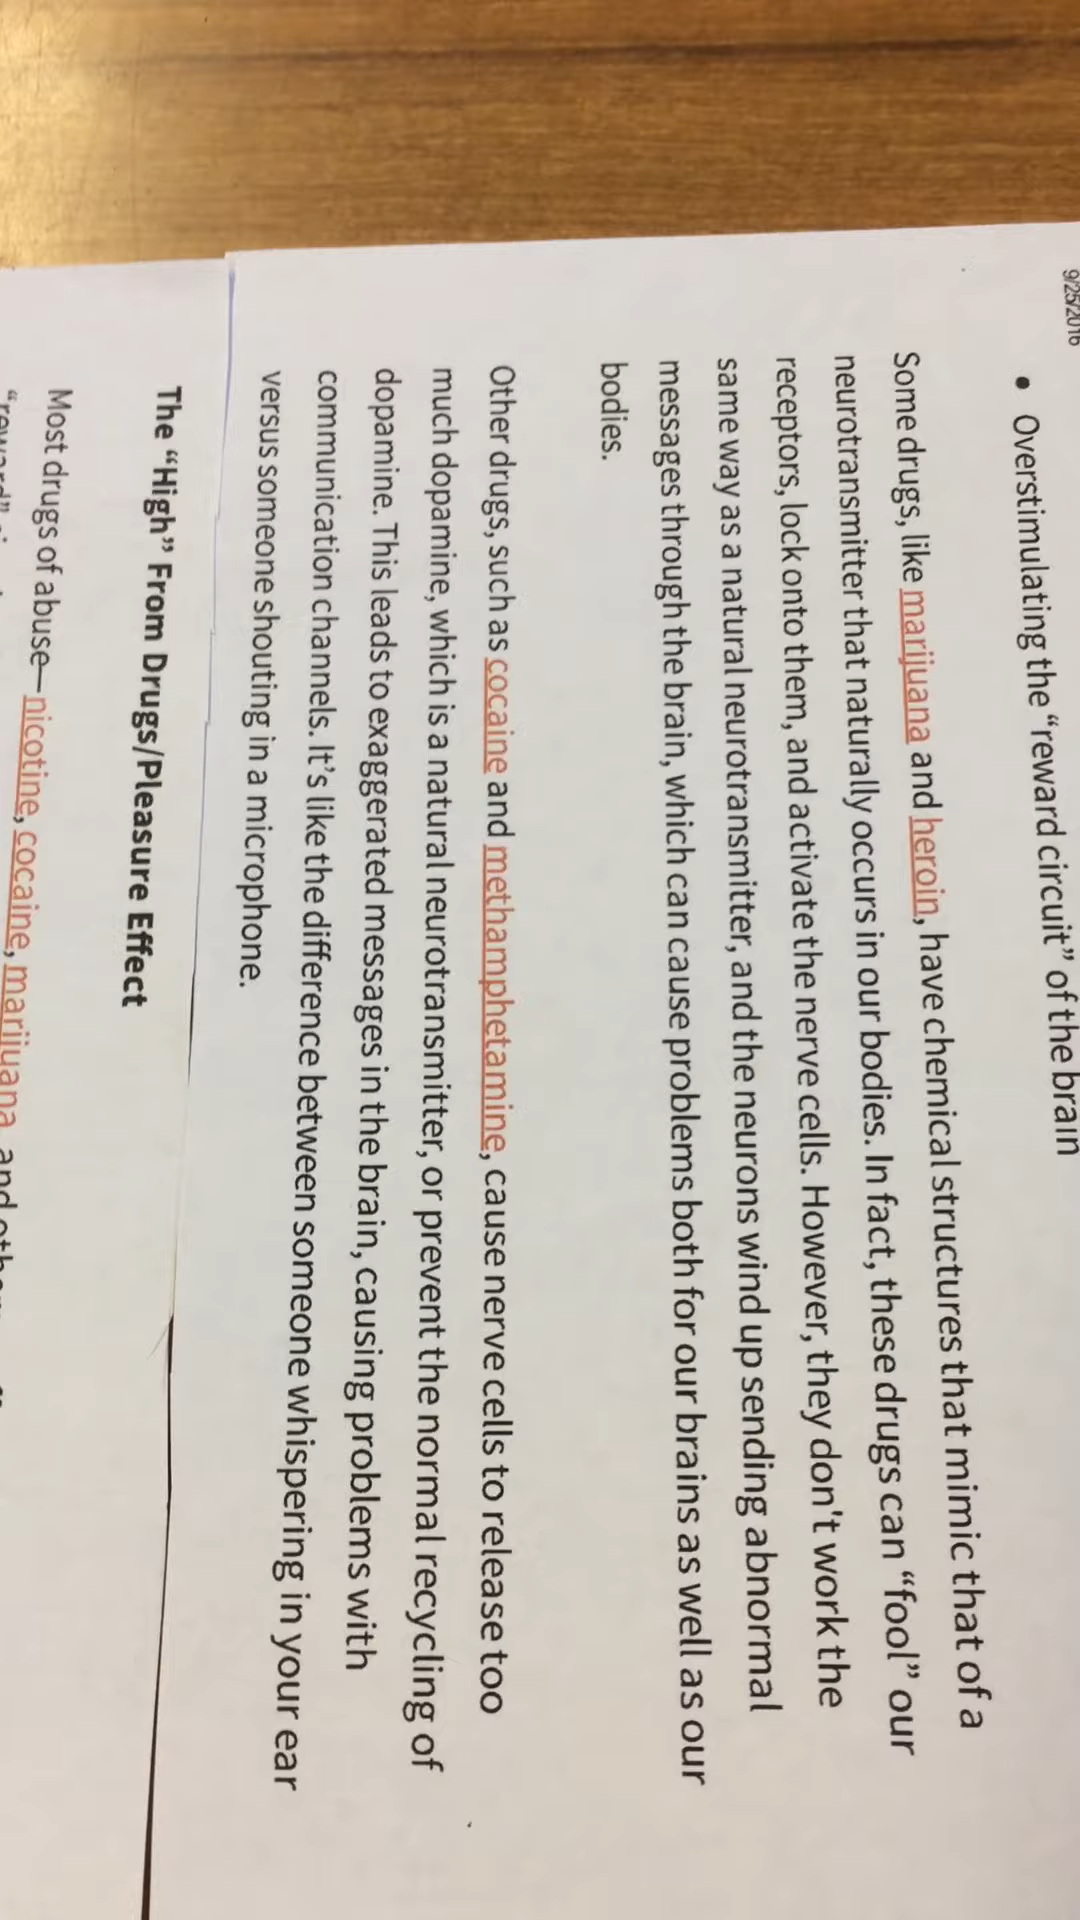 9/25/2016
• Overstimulating the “reward circuit” of the brain
Some drugs, like marijuana and heroin, have chemical structures that mimic that of a
neurotransmitter that naturally occurs in our bodies. In fact, these drugs can “fool” our
receptors, lock onto them, and activate the nerve cells. However, they don't work the
same way as a natural neurotransmitter, and the neurons wind up sending abnormal
messages through the brain, which can cause problems both for our brains as well as our
bodies.
Other drugs, such as cocaine and methamphetamine, cause nerve cells to release too
much dopamine, which is a natural neurotransmitter, or prevent the normal recycling of
dopamine. This leads to exaggerated messages in the brain, causing problems with
communication channels. It’s like the difference between someone whispering in your ear
versus someone shouting in a microphone.
The “High” From Drugs/Pleasure Effect
Most drugs of abuse—nicotine, cocaine, marijuana, and
“reward”